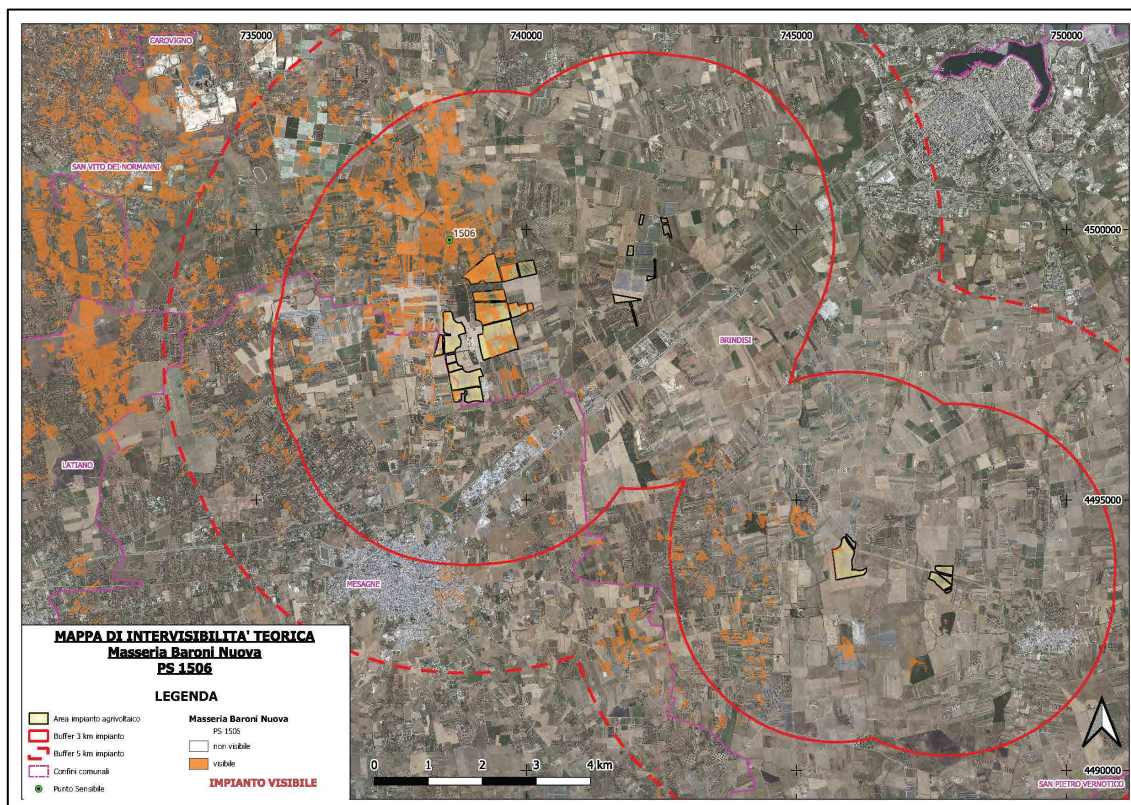 735000
740000
745000
750000
CAROVIGNO
SAN VITO DEI NORMANNI
1506
4500000
BRINDISI
LATIANO
4495000
MESAGNE
MAPPA DI INTERVISIBILITA' TEORICA
Masseria Baroni Nuova
PS 1506
LEGENDA
Area impianto agrivoltaico
Buffer 3 km impianto
Buffer 5 km impianto
Confini comunali
Punto Sensibile
Masseria Baroni Nuova
PS 1506
non visibile
visibile
IMPIANTO VISIBILE
0 1 2 3 4 km
4490000
SAN PIETRO VERNOTICO